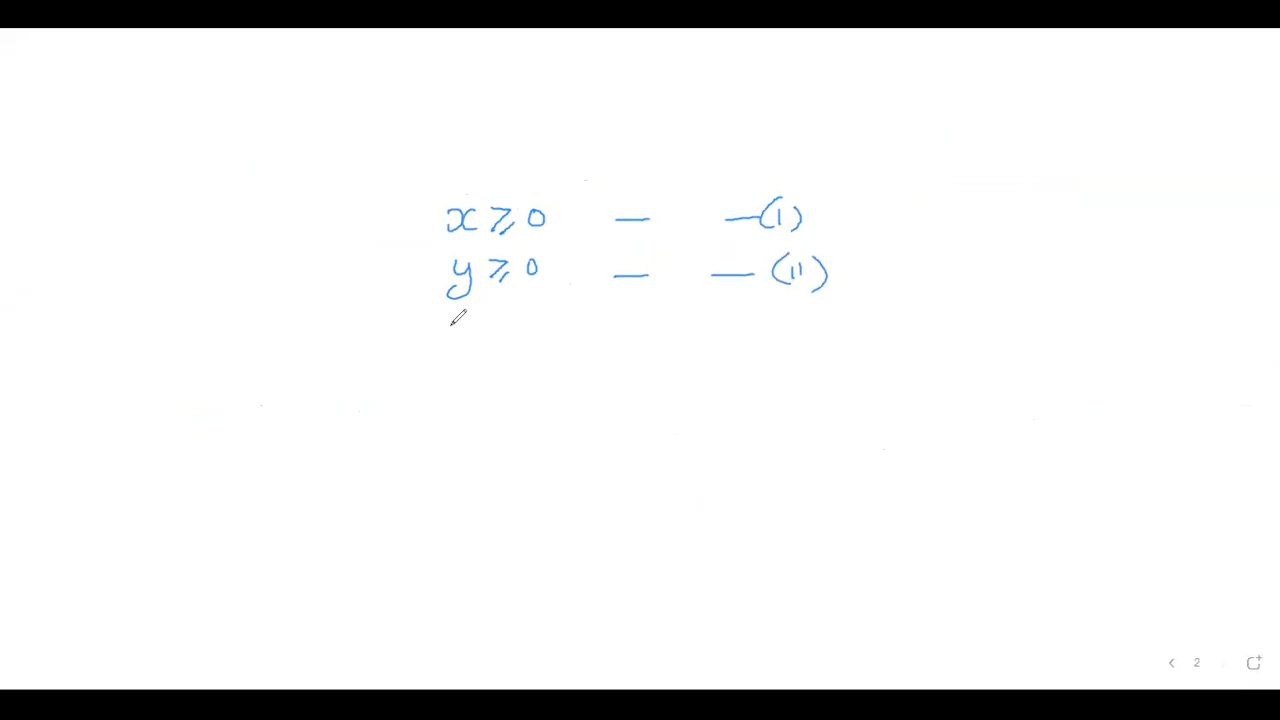 x ⩾ 0 — —(I)
y ⩾ 0 — — (II)
2